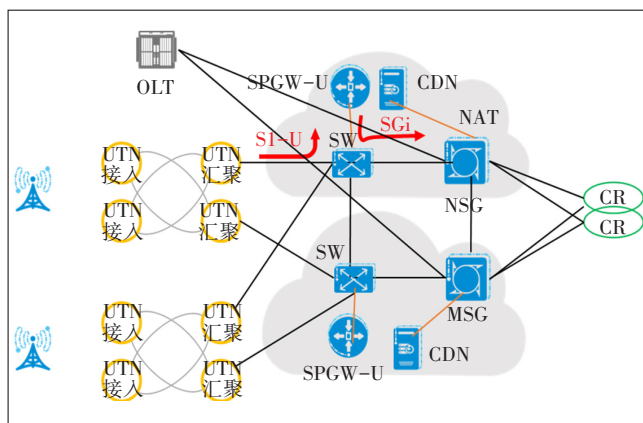 OLT
SPGW-U
CDN
NAT
S1-U
SGi
SW
UTN
接入
UTN
汇聚
UTN
接入
UTN
汇聚
NSG
CR
CR
SW
MSG
UTN
接入
UTN
汇聚
UTN
接入
UTN
汇聚
SPGW-U
CDN